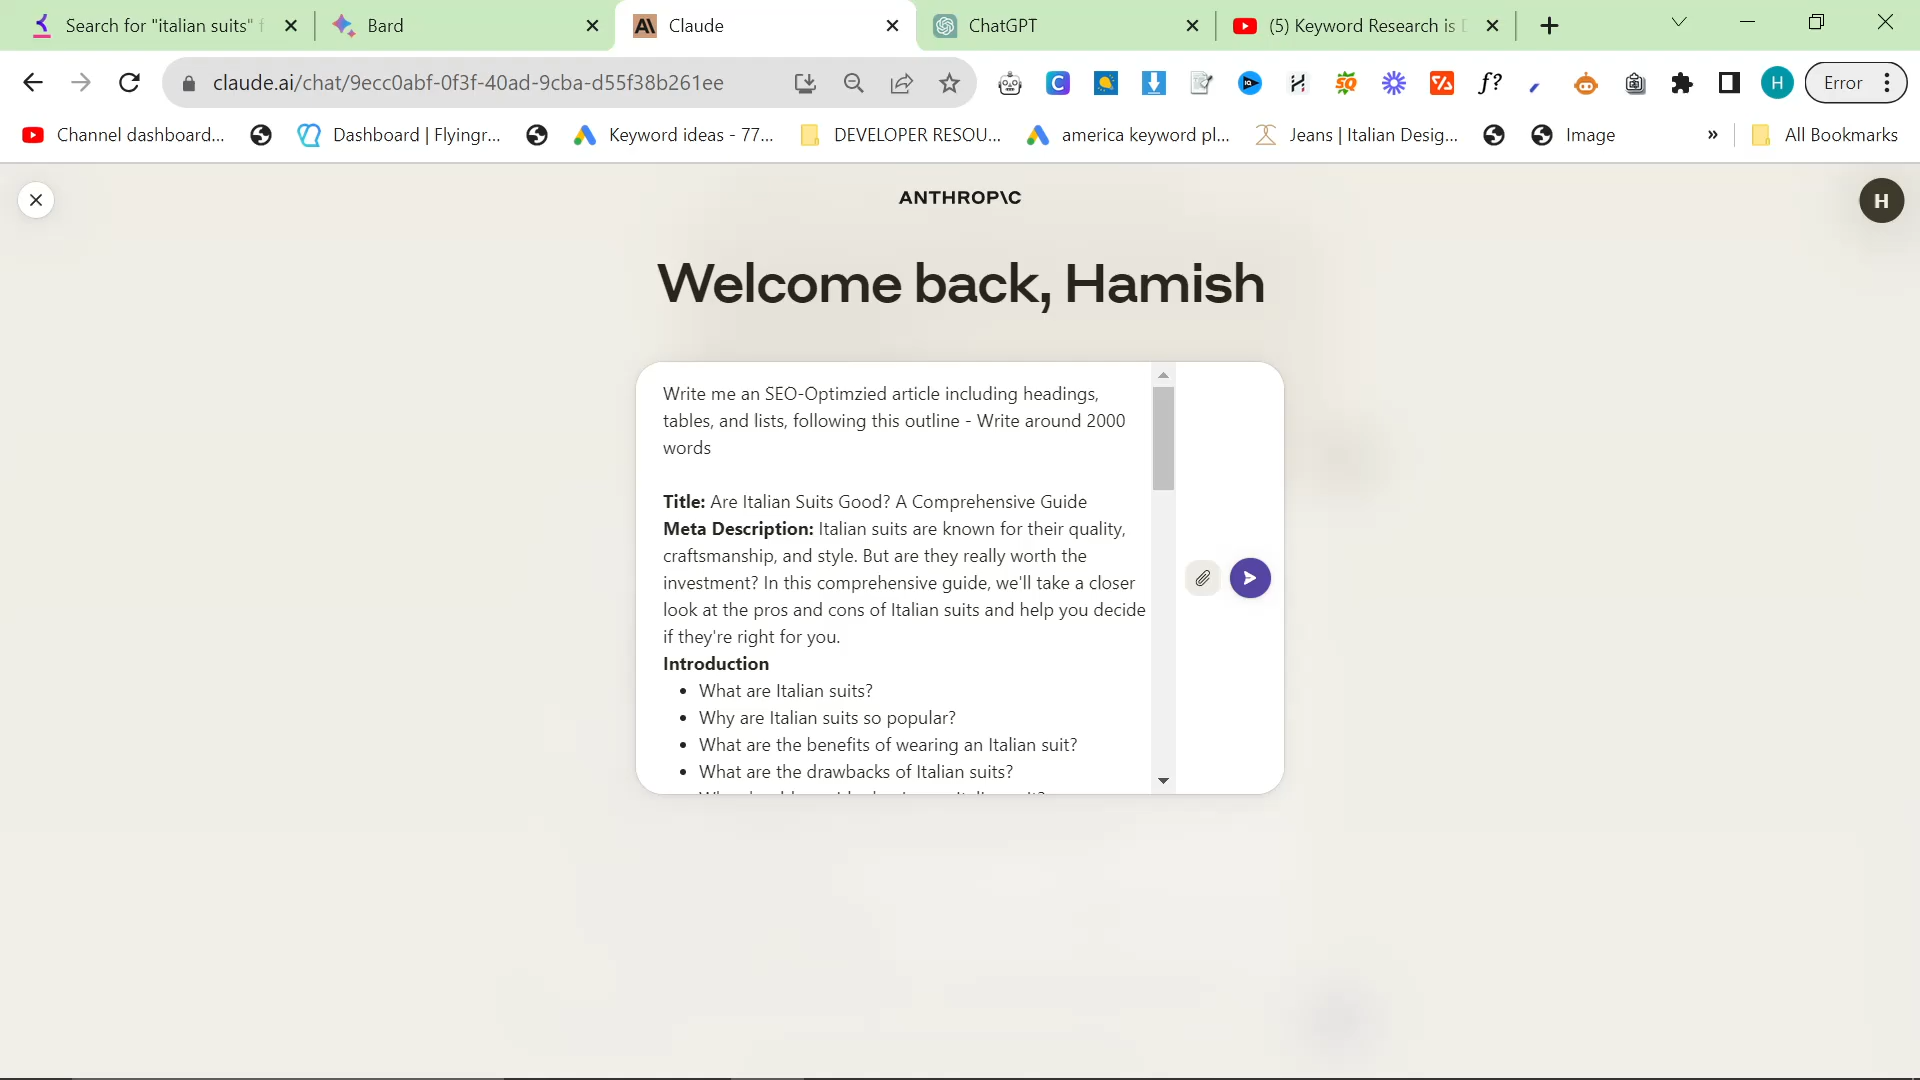 Search for "italian suits" f
Bard
Claude
ChatGPT
(5) Keyword Research is
claude.ai/chat/9ecc0abf-0f3f-40ad-9cba-d55f38b261ee
Error
Channel dashboard...
Dashboard | Flyingr...
Keyword ideas - 77...
DEVELOPER RESOU...
america keyword pl...
Jeans | Italian Desig...
Image
»
All Bookmarks
ANTHROP\C
H
Welcome back, Hamish
Write me an SEO-Optimzied article including headings,
tables, and lists, following this outline - Write around 2000
words
Title: Are Italian Suits Good? A Comprehensive Guide
Meta Description: Italian suits are known for their quality,
craftsmanship, and style. But are they really worth the
investment? In this comprehensive guide, we'll take a closer
look at the pros and cons of Italian suits and help you decide
if they're right for you.
Introduction
• What are Italian suits?
• Why are Italian suits so popular?
• What are the benefits of wearing an Italian suit?
• What are the drawbacks of Italian suits?